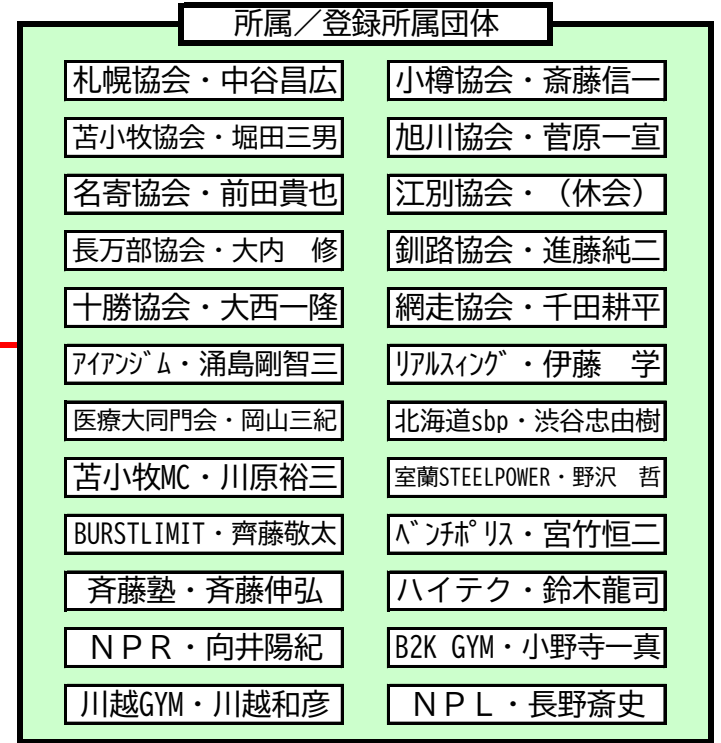 所属／登録所属団体
札幌協会・中谷昌広
小樽協会・斎藤信一
苫小牧協会・堀田三男
旭川協会・菅原一宣
名寄協会・前田貴也
江別協会・（休会）
長万部協会・大内　修
釧路協会・進藤純二
十勝協会・大西一隆
網走協会・千田耕平
ｱｲｱﾝｼﾞﾑ・涌島剛智三
ﾘｱﾙｽｨﾝｸﾞ・伊藤　学
医療大同門会・岡山三紀
北海道sbp・渋谷忠由樹
苫小牧MC・川原裕三
室蘭STEELPOWER・野沢　哲
BURSTLIMIT・齊藤敬太
ﾍﾞﾝﾁﾎﾟﾘｽ・宮竹恒二
斉藤塾・斉藤伸弘
ハイテク・鈴木龍司
ＮＰＲ・向井陽紀
B2K GYM・小野寺一真
川越GYM・川越和彦
ＮＰＬ・長野斎史